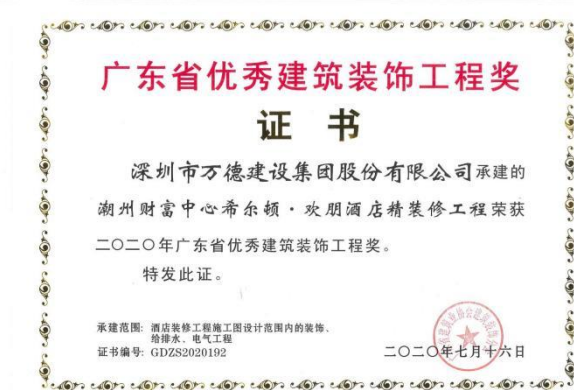 广东省优秀建筑装饰工程奖
证 书
深圳市万德建设集团股份有限公司承建的
潮州财富中心希尔顿·欢朋酒店精装修工程荣获
二〇二〇年广东省优秀建筑装饰工程奖。
特发此证。
承建范围: 酒店装修工程施工图设计范围内的装饰、
给排水、电气工程
证书编号: GDZS2020192
二〇二〇年七月十六日